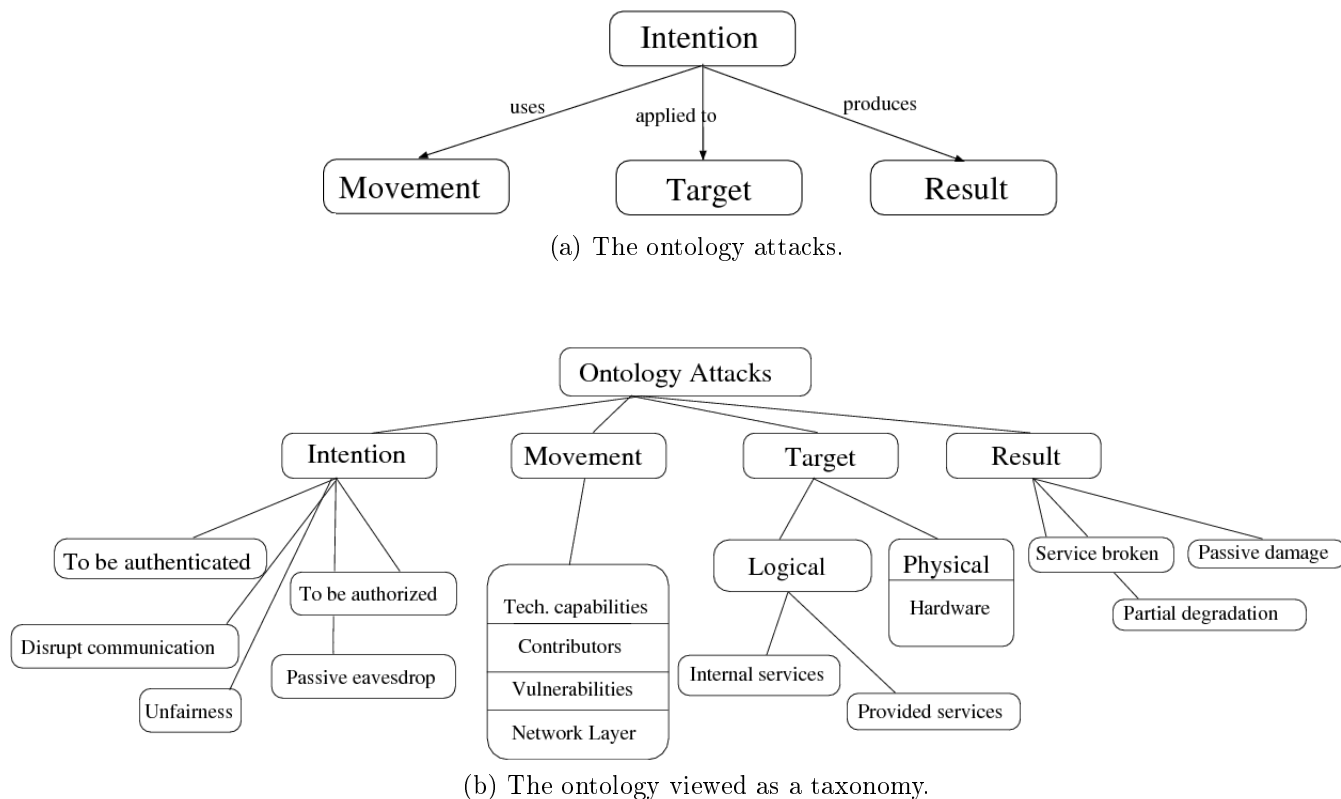 Intention
uses
applied to
produces
Movement
Target
Result
(a) The ontology attacks.
Ontology Attacks
Intention
Movement
Target
Result
To be authenticated
Logical
Physical
Service broken
Passive damage
To be authorized
Tech. capabilities
Hardware
Partial degradation
Disrupt communication
Contributors
Passive eavesdrop
Internal services
Vulnerabilities
Unfairness
Provided services
Network Layer
(b) The ontology viewed as a taxonomy.